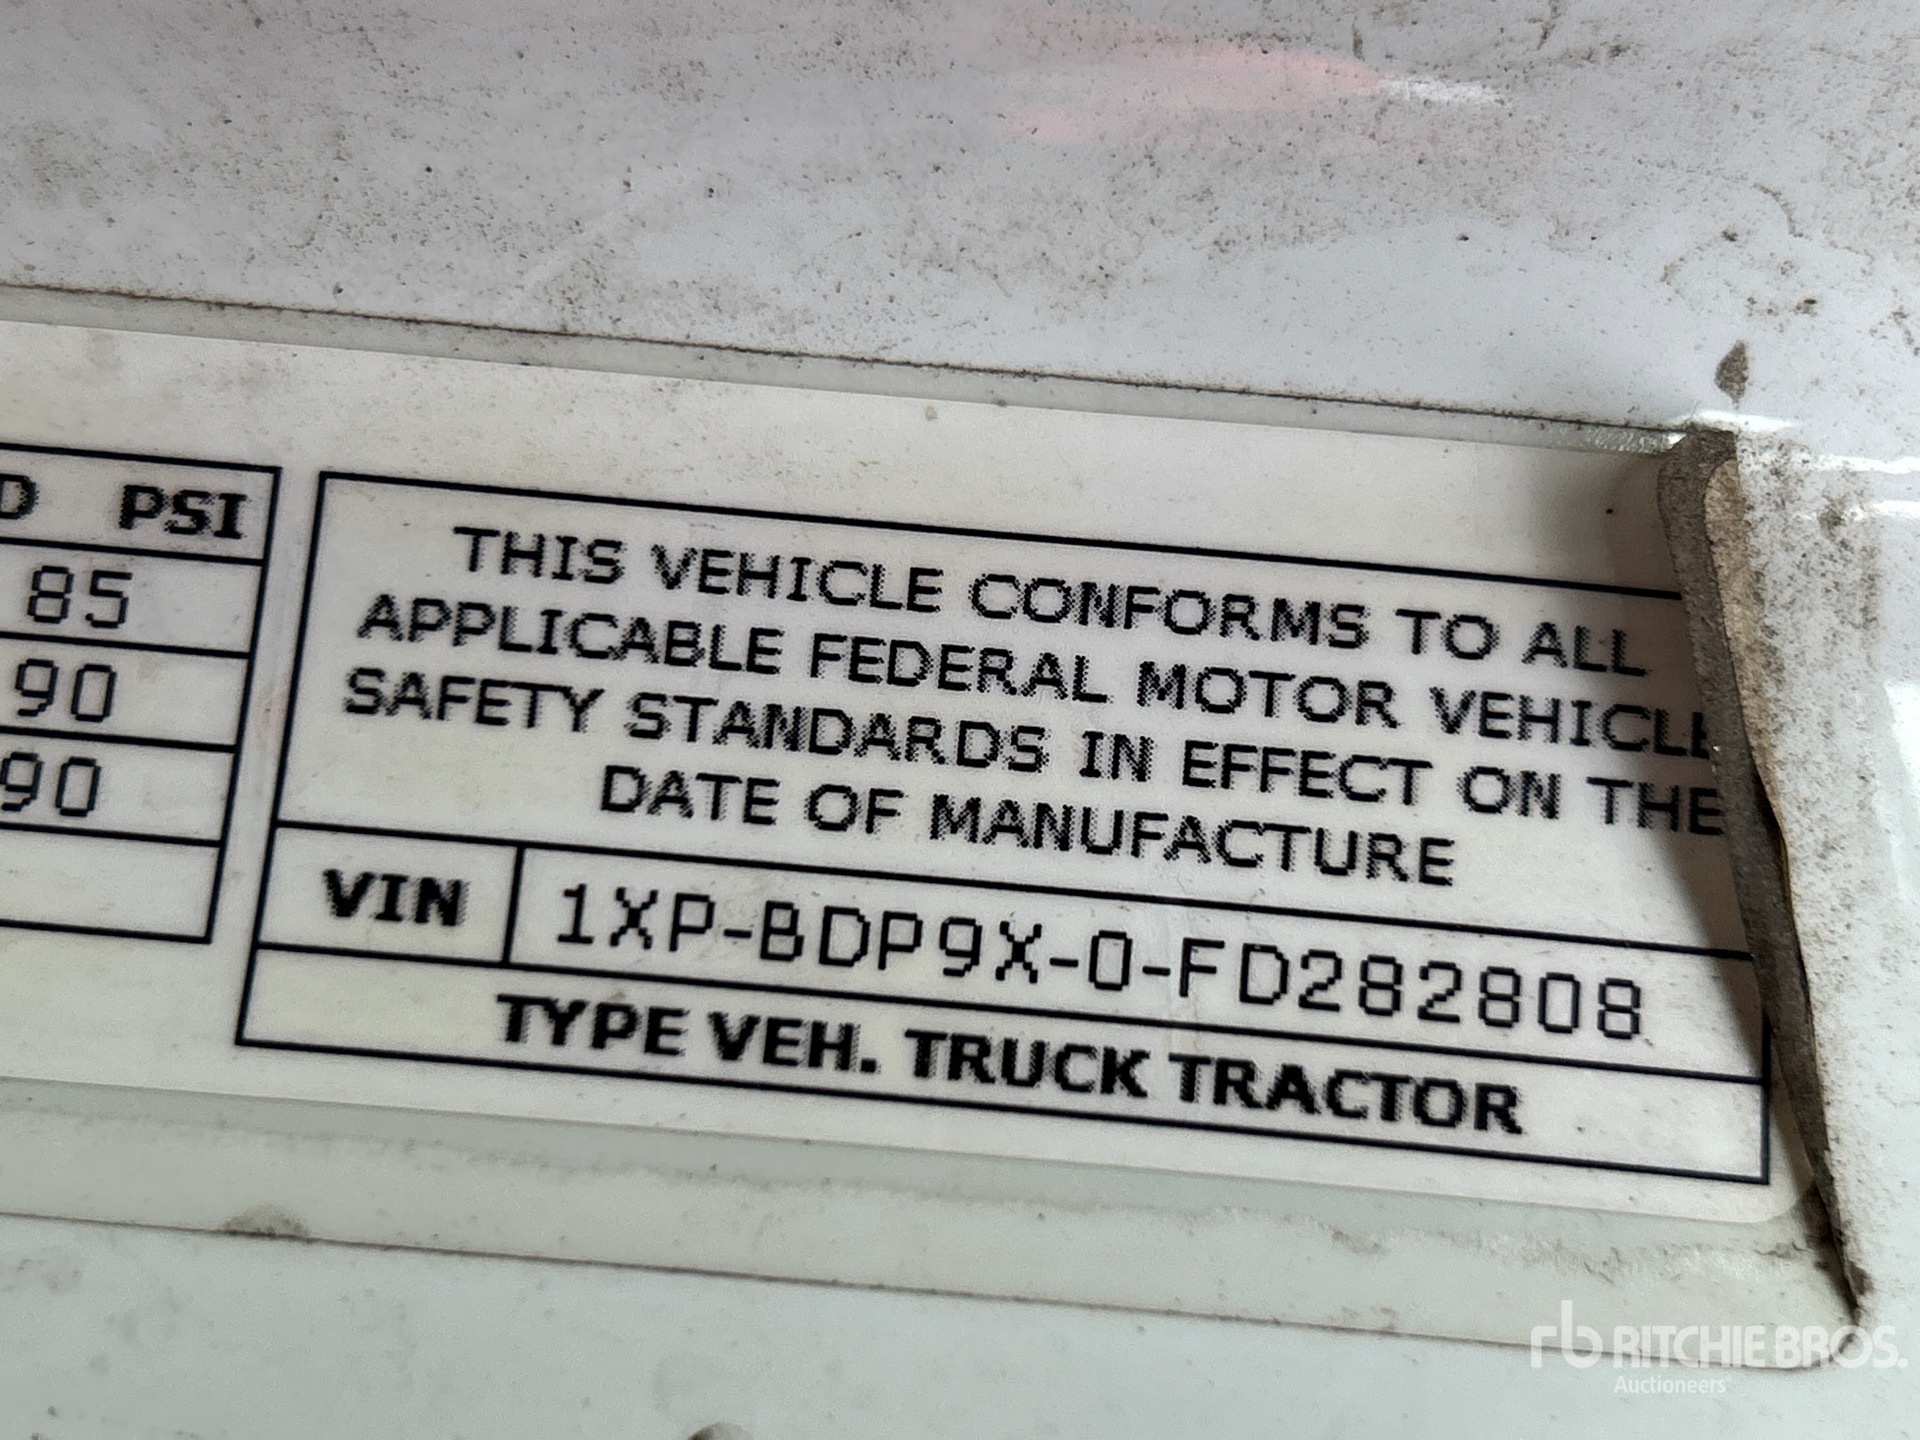 D PSI
85
90
90
THIS VEHICLE CONFORMS TO ALL
APPLICABLE FEDERAL MOTOR VEHICLE
SAFETY STANDARDS IN EFFECT ON THE
DATE OF MANUFACTURE
VIN 1XP-BDP9X-0-FD282808
TYPE VEH. TRUCK TRACTOR
rb RITCHIE BROS.
Auctioneers